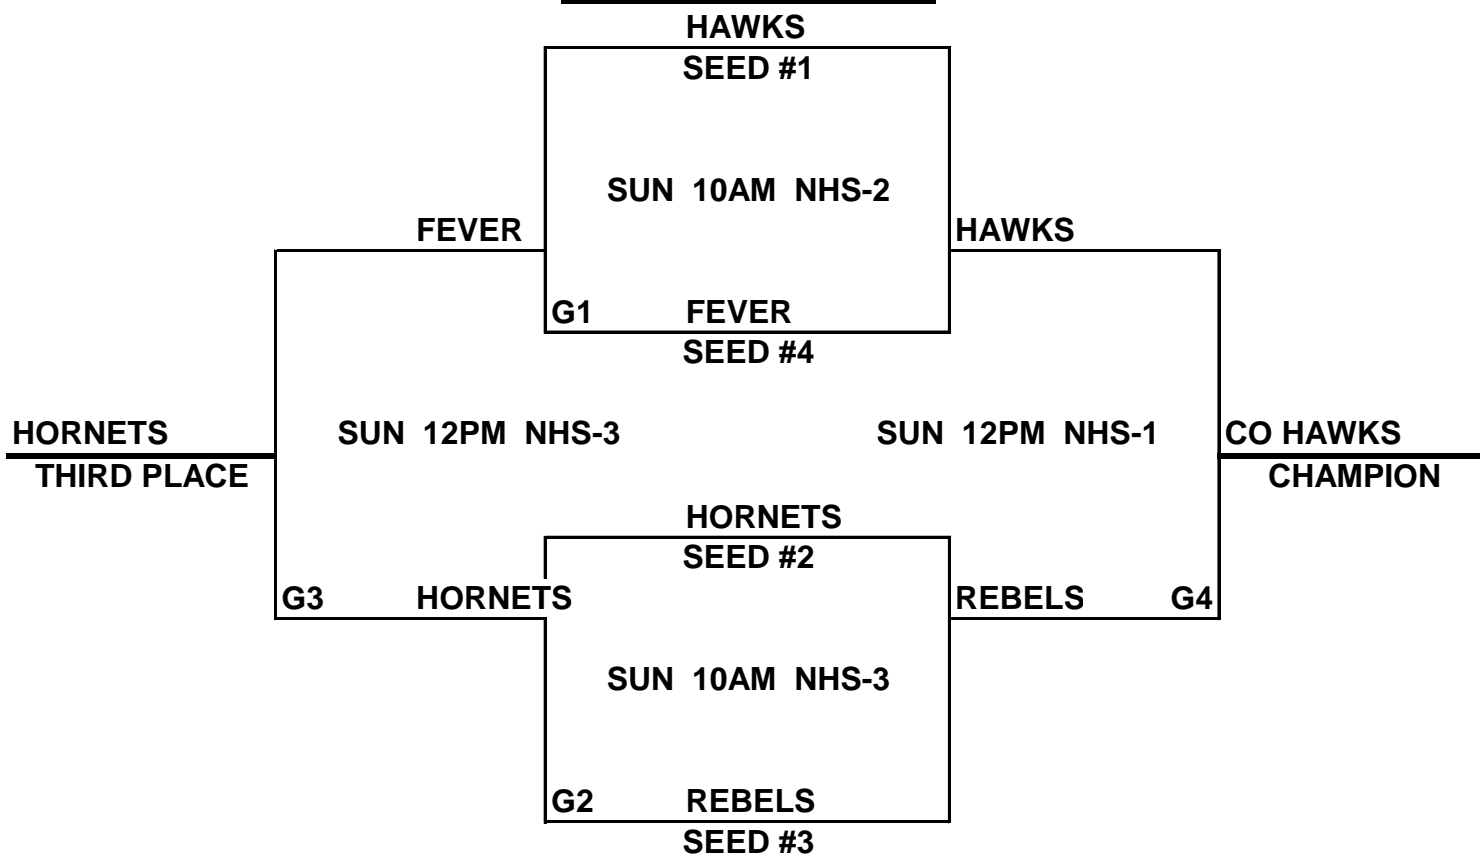 HAWKS
SEED #1
SUN 10AM NHS-2
FEVER
HAWKS
G1 FEVER
SEED #4
HORNETS
SUN 12PM NHS-3
SUN 12PM NHS-1
CO HAWKS
THIRD PLACE
CHAMPION
HORNETS
SEED #2
G3 HORNETS
REBELS G4
SUN 10AM NHS-3
G2 REBELS
SEED #3